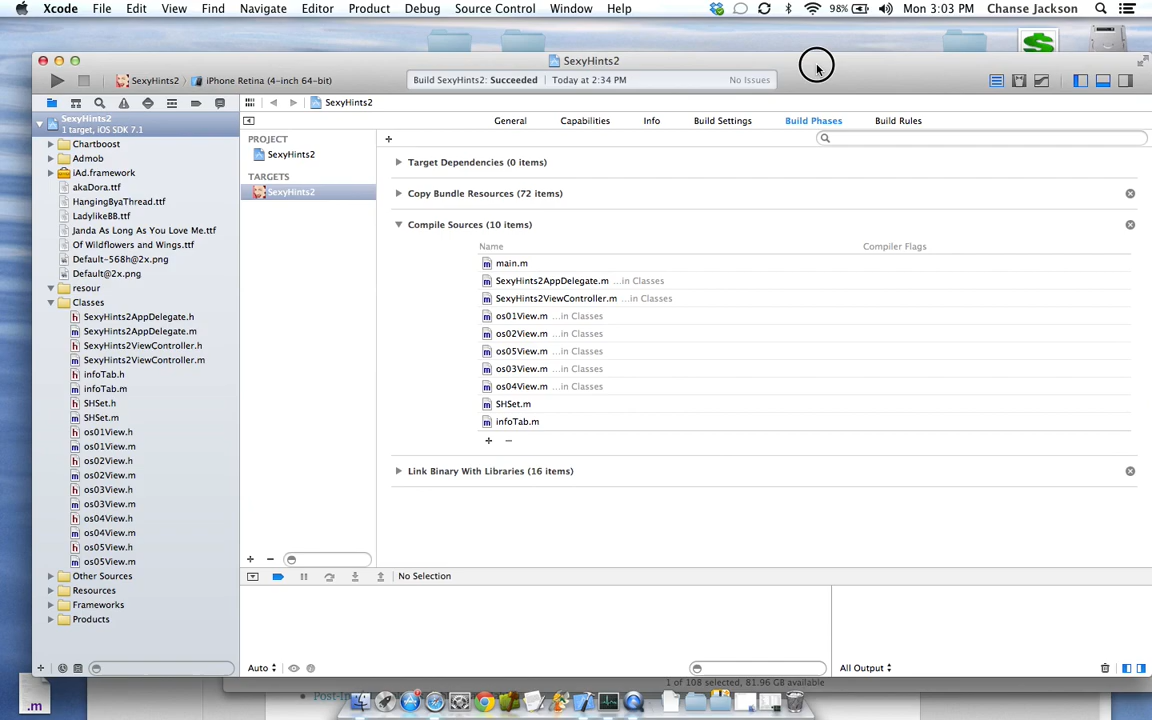 Xcode File Edit View Find Navigate Editor Product Debug Source Control Window Help 98% Mon 3:03 PM Chanse Jackson
SexyHints2
SexyHints2 iPhone Retina (4-inch 64-bit) Build SexyHints2: Succeeded Today at 2:34 PM No Issues
SexyHints2
SexyHints2
1 target, iOS SDK 7.1
Chartboost
Admob
iAd.framework
akaDora.ttf
HangingByaThread.ttf
LadylikeBB.ttf
Janda As Long As You Love Me.ttf
Of Wildflowers and Wings.ttf
Default-568h@2x.png
Default@2x.png
resour
Classes
SexyHints2AppDelegate.h
SexyHints2AppDelegate.m
SexyHints2ViewController.h
SexyHints2ViewController.m
infoTab.h
infoTab.m
SHSet.h
SHSet.m
os01View.h
os01View.m
os02View.h
os02View.m
os03View.h
os03View.m
os04View.h
os04View.m
os05View.h
os05View.m
Other Sources
Resources
Frameworks
Products
PROJECT
SexyHints2
TARGETS
SexyHints2
General Capabilities Info Build Settings Build Phases Build Rules
Target Dependencies (0 items)
Copy Bundle Resources (72 items)
Compile Sources (10 items)
Name Compiler Flags
main.m
SexyHints2AppDelegate.m ...in Classes
SexyHints2ViewController.m ...in Classes
os01View.m ...in Classes
os02View.m ...in Classes
os05View.m ...in Classes
os03View.m ...in Classes
os04View.m ...in Classes
SHSet.m
infoTab.m
Link Binary With Libraries (16 items)
No Selection
Auto
All Output
1 of 108 selected, 81.96 GB available
.m